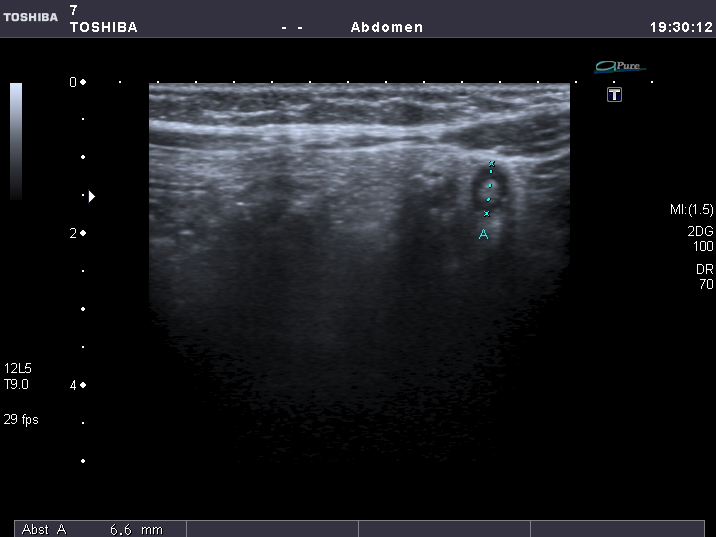 TOSHIBA
7
TOSHIBA - - Abdomen 19:30:12
Pure
T
0
2
4
A
MI:(1.5)
2DG
100
DR
70
12L5
T9.0
29 fps
Abst A 6.6 mm